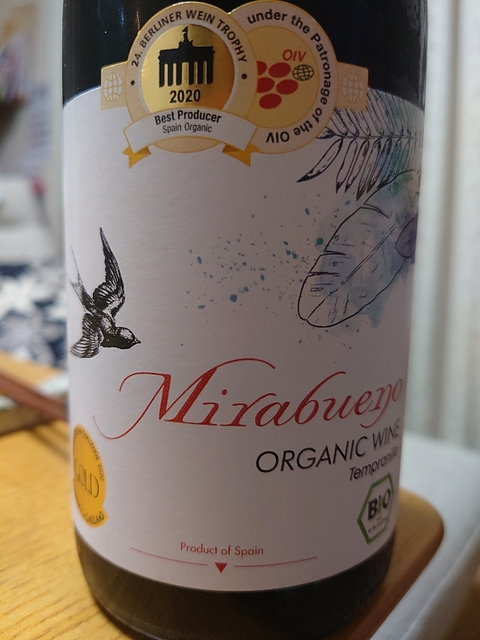 24. BERLINER WEIN TROPHY
under the Patronage of the OIV
OIV
2020
Best Producer
Spain Organic
Mirabueno
ORGANIC WINE
Tempranillo
GOLD
BIO
Product of Spain